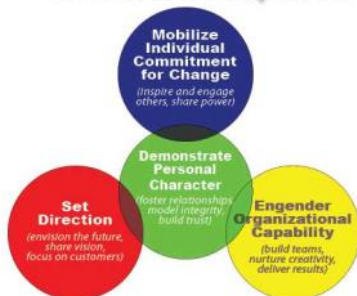 Mobilize
Individual
Commitment
for Change
(Inspire and engage
others, share power)
Demonstrate
Personal
Character
(foster relationships,
model integrity,
build trust)
Set
Direction
(envision the future,
share vision,
focus on customers)
Engender
Organizational
Capability
(build teams,
nurture creativity,
deliver results)